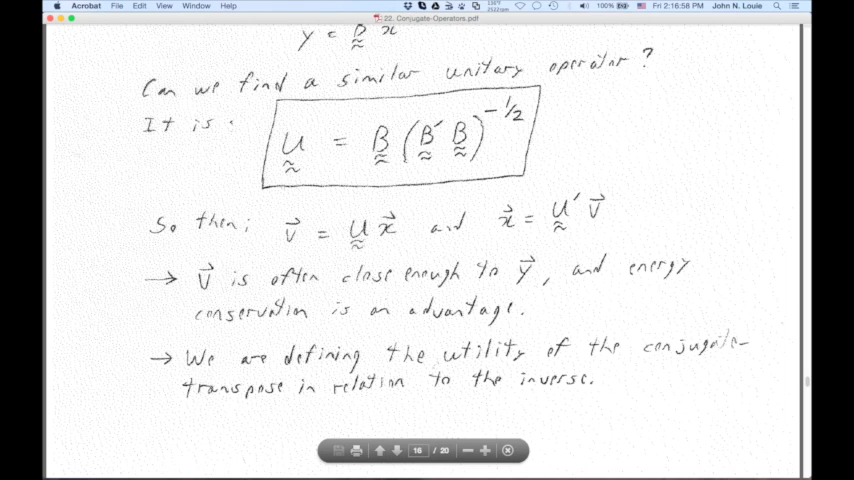 Acrobat File Edit View Window Help 100% Fri 2:16:58 PM John N. Louie
22. Conjugate-Operators.pdf
y = B x
Can we find a similar unitary operator?
It is: U = B (B' B)^-1/2
So then; v = U x and x = U' v
→ v is often close enough to y, and energy
conservation is an advantage.
→ We are defining the utility of the conjugate-
transpose in relation to the inverse.
16 / 20